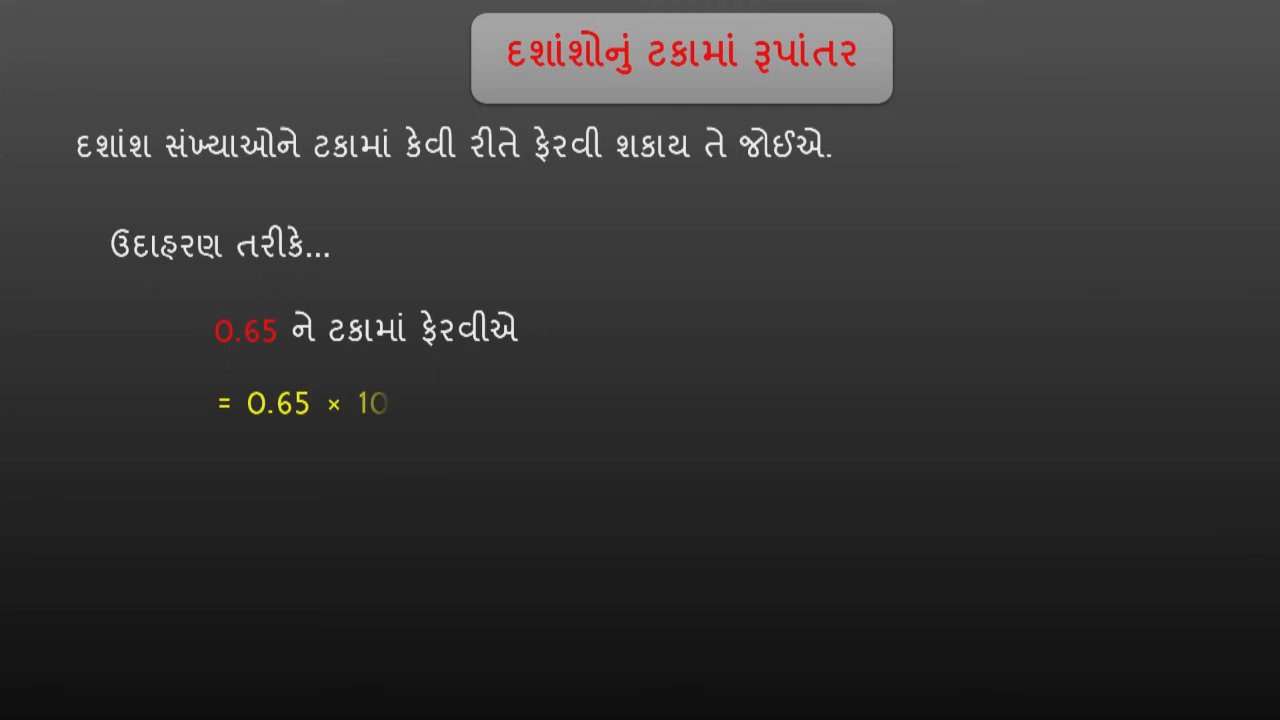 દશાંશોનું ટકામાં રૂપાંતર
દશાંશ સંખ્યાઓને ટકામાં કેવી રીતે ફેરવી શકાય તે જોઈએ.
ઉદાહરણ તરીકે...
0.65 ને ટકામાં ફેરવીએ
= 0.65 × 10